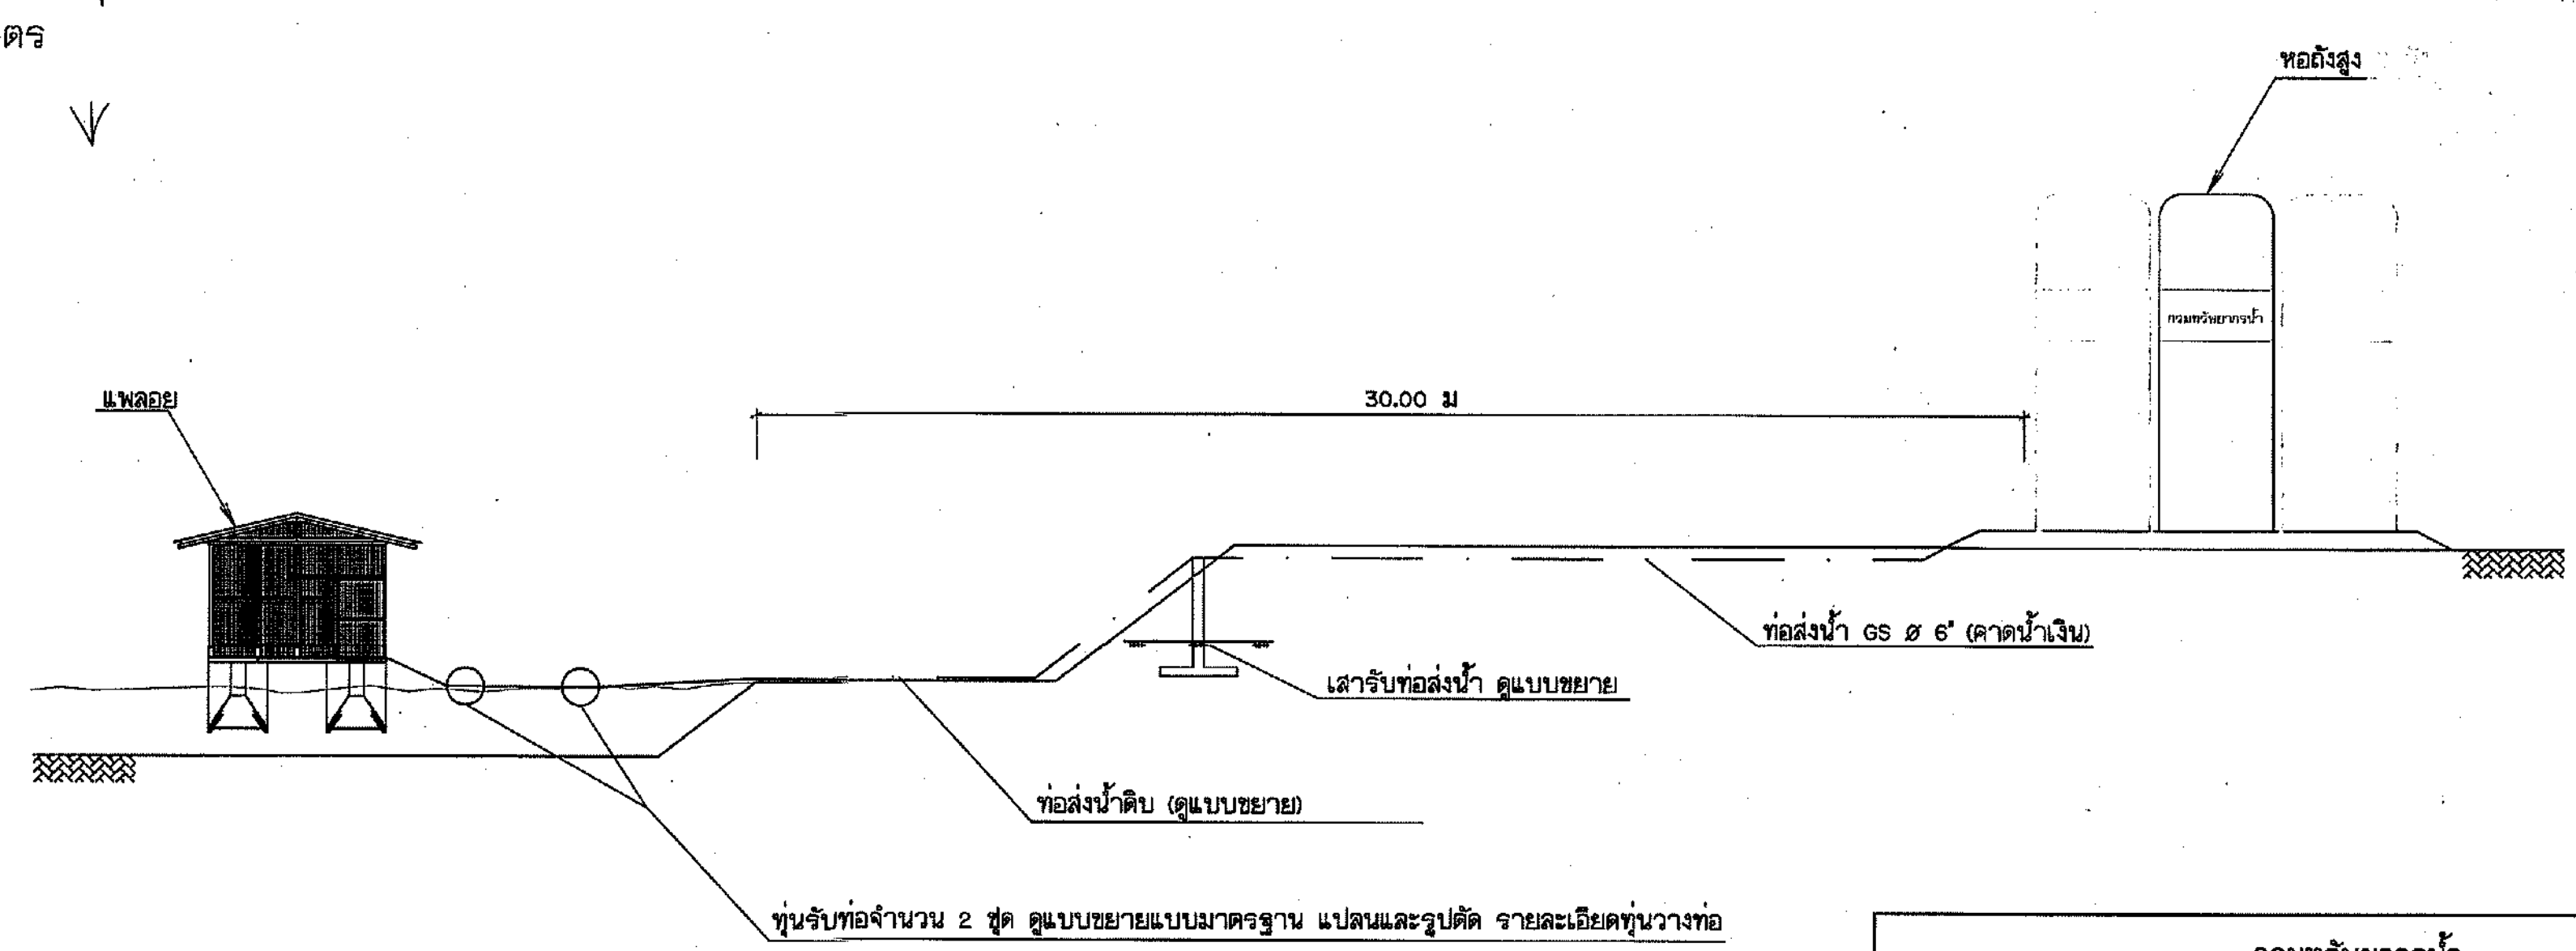 ตร
หอถังสูง
กรมทรัพยากรน้ำ
แพลอย
30.00 ม
ท่อส่งน้ำ GS Ø 6" (คาดน้ำเงิน)
เสารับท่อส่งน้ำ ดูแบบขยาย
ท่อส่งน้ำดิบ (ดูแบบขยาย)
ทุ่นรับท่อจำนวน 2 ชุด ดูแบบขยายแบบมาตรฐาน แปลนและรูปตัด รายละเอียดทุ่นวางท่อ